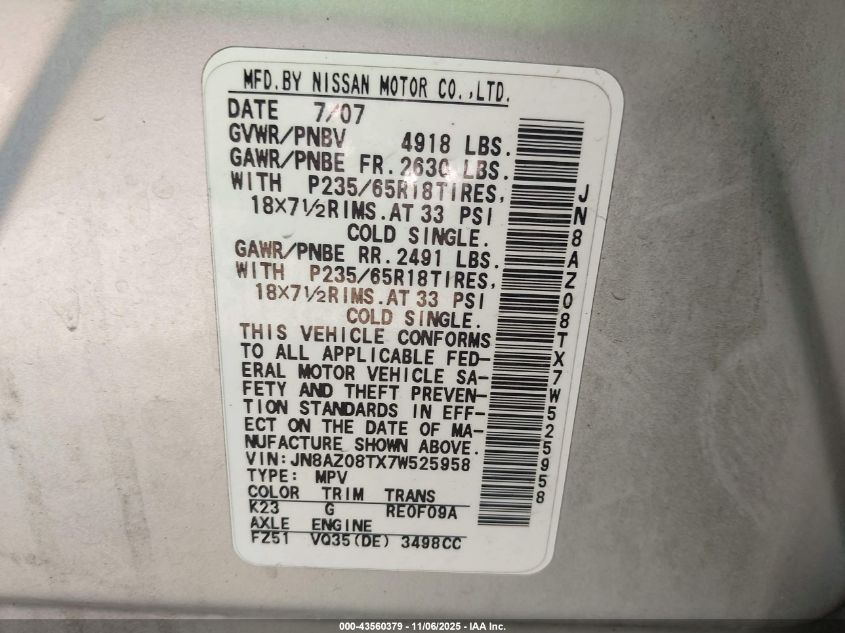 MFD.BY NISSAN MOTOR CO.,LTD.
DATE 7/07
GVWR/PNBV 4918 LBS.
GAWR/PNBE FR.2630 LBS.
WITH P235/65R18TIRES,
18X7½RIMS.AT 33 PSI
COLD SINGLE.
GAWR/PNBE RR.2491 LBS.
WITH P235/65R18TIRES,
18X7½RIMS.AT 33 PSI
COLD SINGLE.
THIS VEHICLE CONFORMS
TO ALL APPLICABLE FED-
ERAL MOTOR VEHICLE SA-
FETY AND THEFT PREVEN-
TION STANDARDS IN EFF-
ECT ON THE DATE OF MA-
NUFACTURE SHOWN ABOVE.
VIN:JN8AZ08TX7W525958
TYPE: MPV
COLOR TRIM TRANS
K23 G RE0F09A
AXLE ENGINE
FZ51 VQ35(DE) 3498CC
JN8AZ08TX7W525958
000-43560379 - 11/06/2025 - IAA Inc.